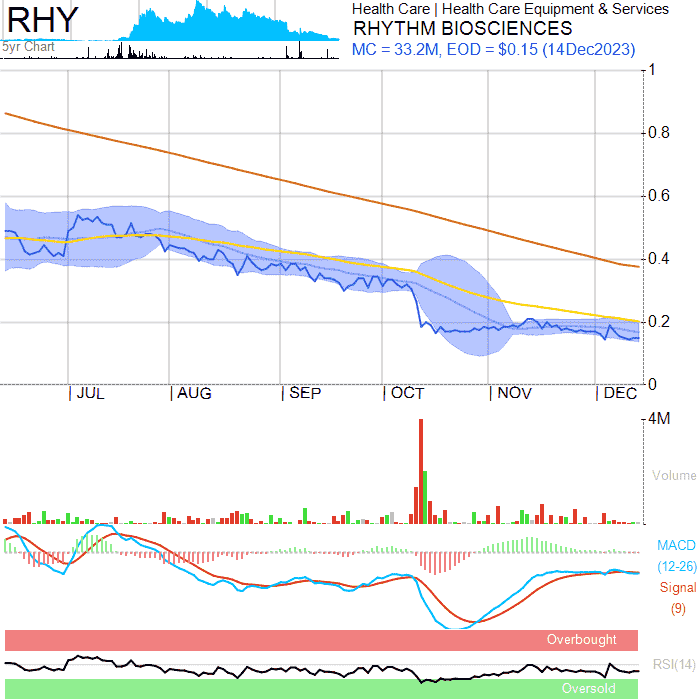 RHY
5yr Chart
Health Care | Health Care Equipment & Services
RHYTHM BIOSCIENCES
MC = 33.2M, EOD = $0.15 (14Dec2023)
1
0.8
0.6
0.4
0.2
0
| JUL | AUG | SEP | OCT | NOV | DEC
4M
Volume
MACD
(12-26)
Signal
(9)
Overbought
RSI(14)
Oversold